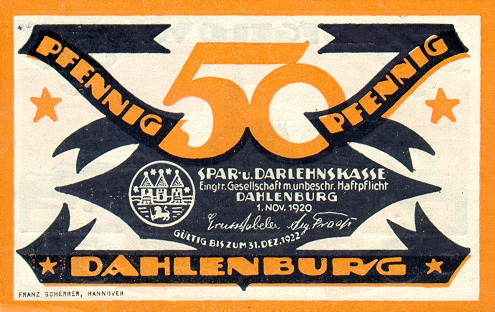 PFENNIG 50 PFENNIG
SPAR- u. DARLEHNSKASSE
Eingtr. Gesellschaft m. unbeschr. Haftpflicht
DAHLENBURG
1. NOV. 1920
GÜLTIG BIS ZUM 31. DEZ. 1922
DAHLENBURG
FRANZ SCHERRER, HANNOVER